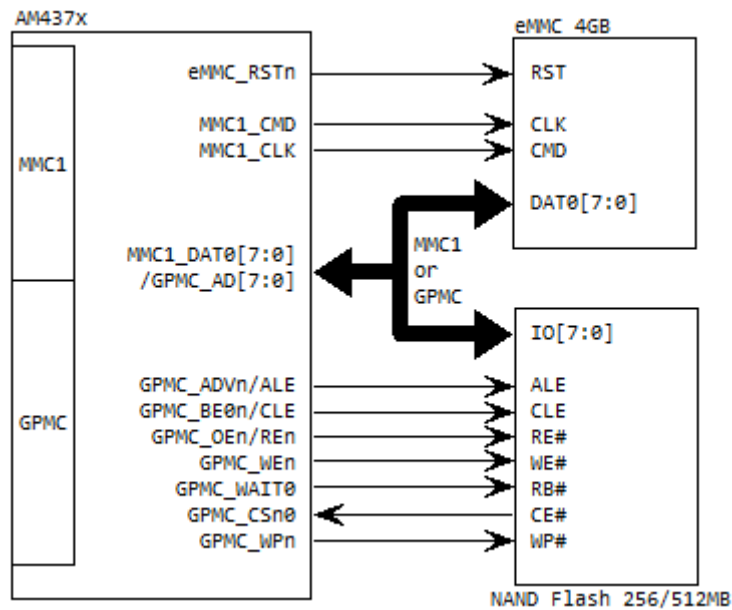 AM437x
eMMC 4GB
eMMC_RSTn
RST
MMC1_CMD
CLK
MMC1_CLK
CMD
MMC1
DAT0[7:0]
MMC1_DAT0[7:0]
/GPMC_AD[7:0]
MMC1
or
GPMC
IO[7:0]
GPMC_ADVn/ALE
ALE
GPMC_BE0n/CLE
CLE
GPMC
GPMC_OEn/REn
RE#
GPMC_WEn
WE#
GPMC_WAIT0
RB#
GPMC_CSn0
CE#
GPMC_WPn
WP#
NAND Flash 256/512MB